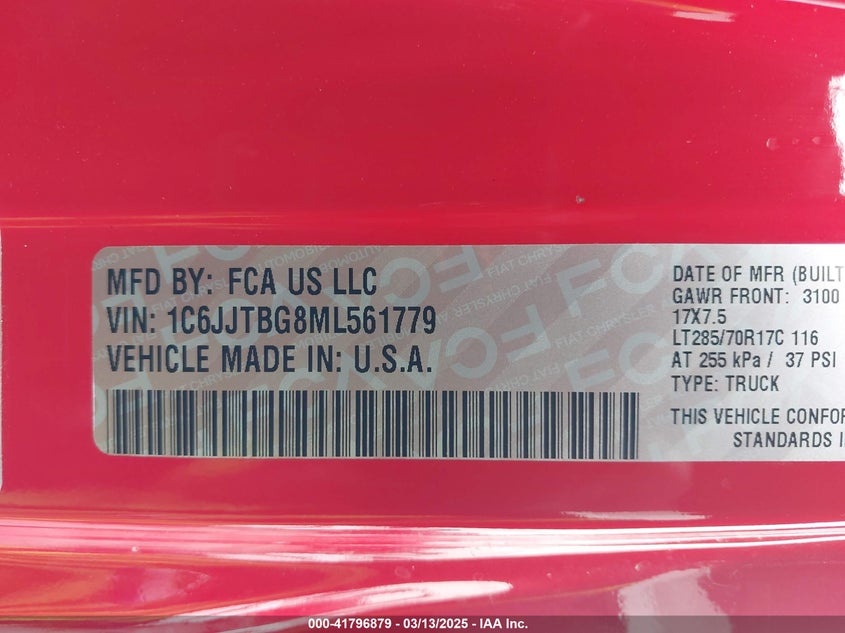 MFD BY: FCA US LLC
VIN: 1C6JJTBG8ML561779
VEHICLE MADE IN: U.S.A.
DATE OF MFR (BUILT
GAWR FRONT: 3100
17X7.5
LT285/70R17C 116
AT 255 kPa / 37 PSI
TYPE: TRUCK
THIS VEHICLE CONFOR
STANDARDS I
000-41796879 - 03/13/2025 - IAA Inc.